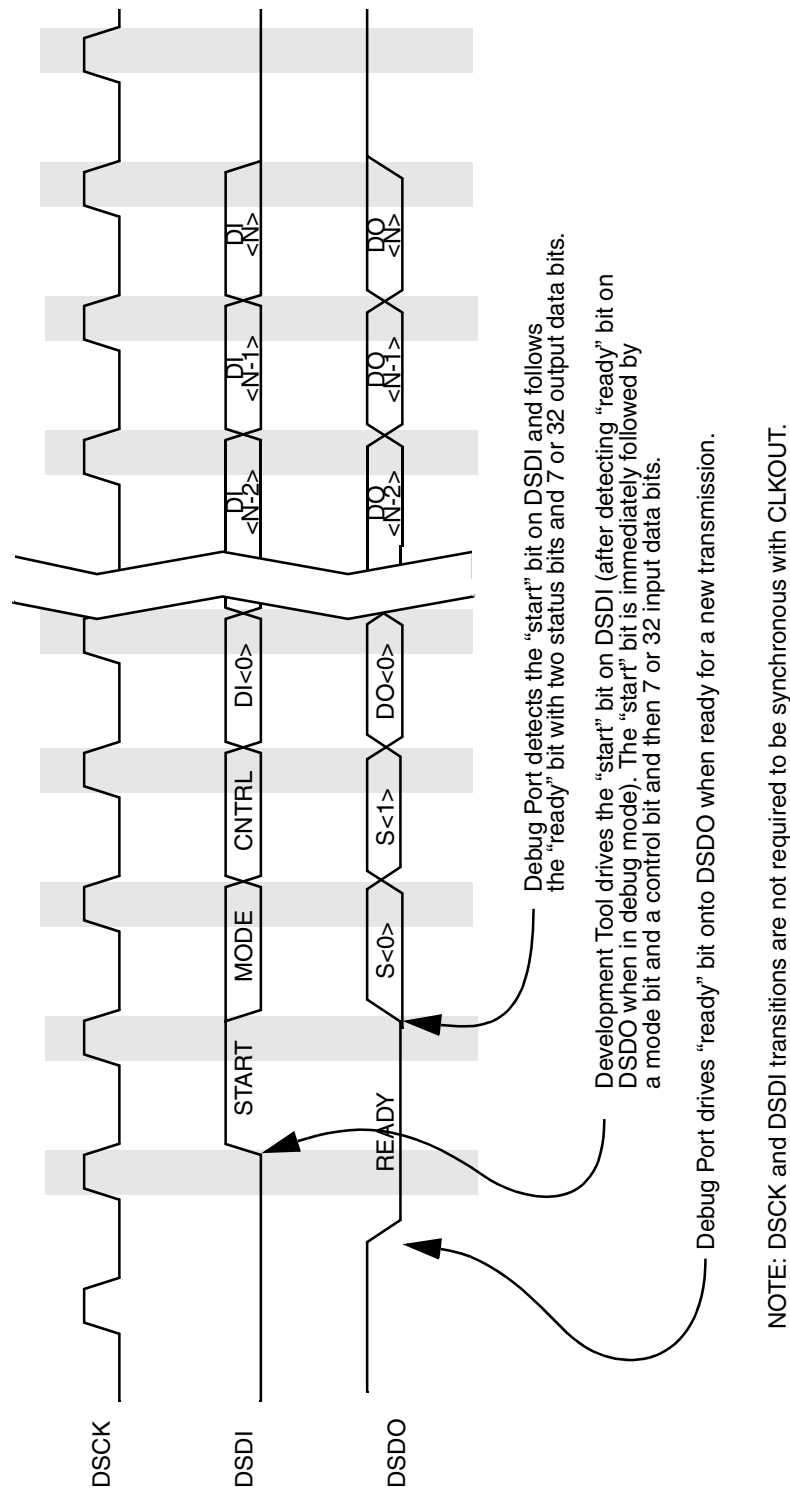 DSCK
DSDI
START
MODE
CNTRL
DI<0>
DI
<N-2>
DI
<N-1>
DI
<N>
DSDO
READY
S<0>
S<1>
DO<0>
DO
<N-2>
DO
<N-1>
DO
<N>
Debug Port detects the “start” bit on DSDI and follows
the “ready” bit with two status bits and 7 or 32 output data bits.
Development Tool drives the “start” bit on DSDI (after detecting “ready” bit on
DSDO when in debug mode). The “start” bit is immediately followed by
a mode bit and a control bit and then 7 or 32 input data bits.
Debug Port drives “ready” bit onto DSDO when ready for a new transmission.
NOTE: DSCK and DSDI transitions are not required to be synchronous with CLKOUT.